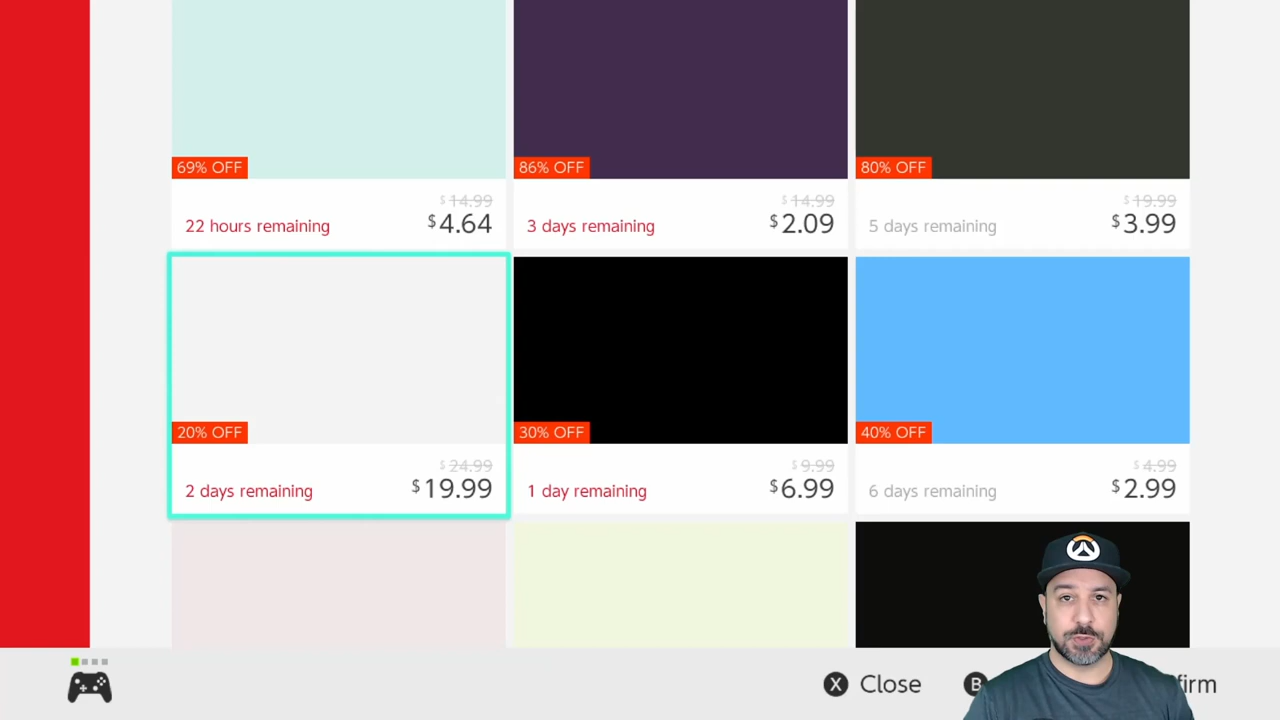 69% OFF
86% OFF
80% OFF
$14.99
22 hours remaining
$4.64
$14.99
3 days remaining
$2.09
$19.99
5 days remaining
$3.99
20% OFF
30% OFF
40% OFF
$24.99
2 days remaining
$19.99
$9.99
1 day remaining
$6.99
$4.99
6 days remaining
$2.99
X Close
B
firm